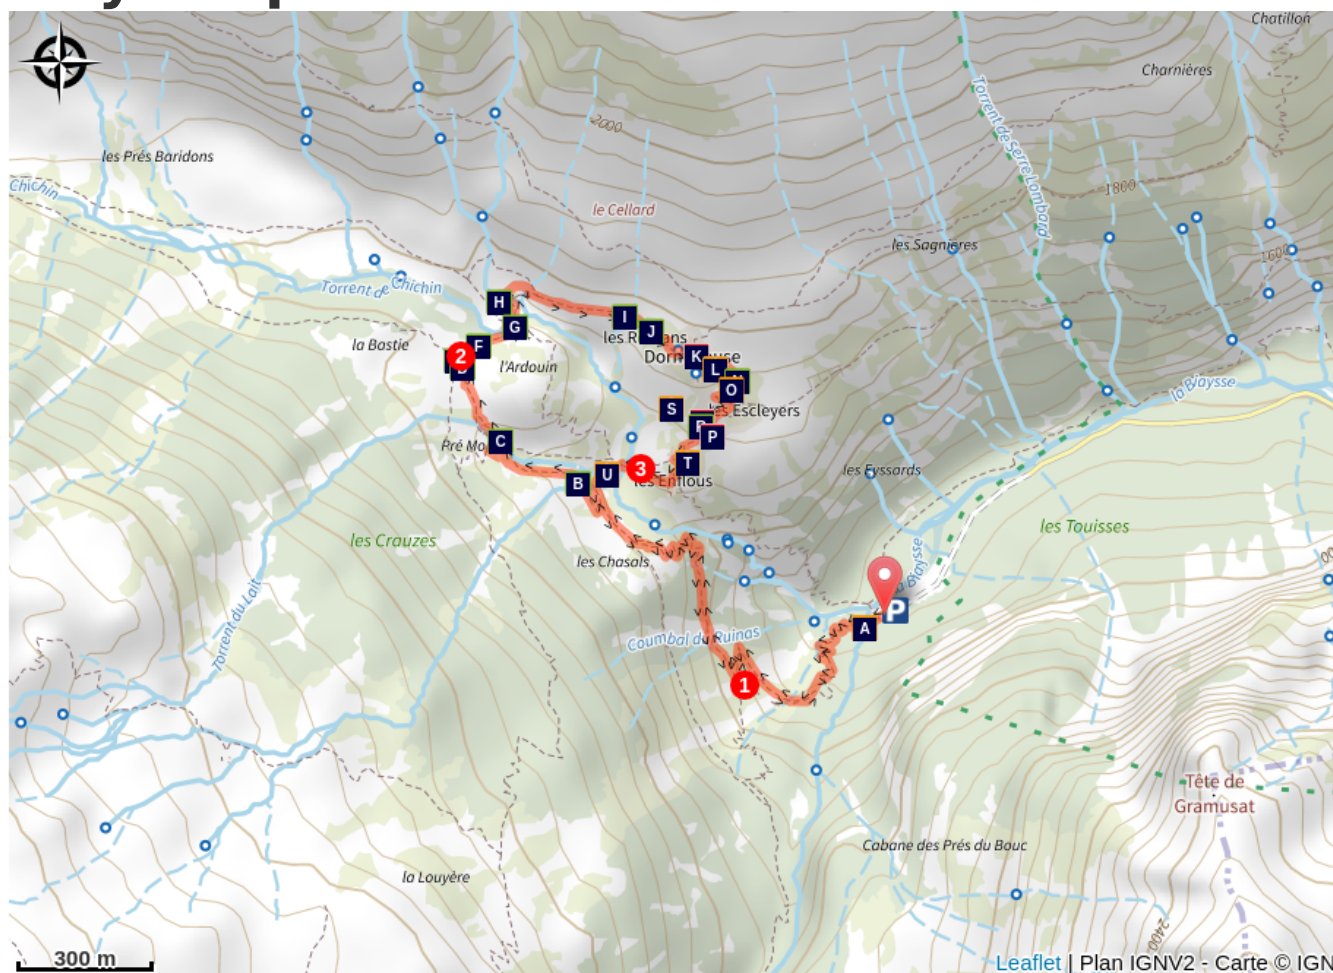 Chatillon
Charnières
les Prés Baridons
2000
Torrent de Serre Lombard
1800
Chichin
le Cellard
les Sagnières
1600
Torrent de Chichin
H
I
G
J
les
F
la Bastie
2
K
l'Ardouin
L
la Biaysse
O
S
Escleyers
P
C
Pré
T
3
U
les Eyssards
B
les Enflous
les Touisses
les Crauzes
les Chasals
la Biaysse
P
Torrent du Lait
A
Coumbal du Ruinas
1
Tête de
Gramusat
Cabane des Prés du Bouc
la Louyère
2400
300 m
Leaflet | Plan IGNV2 - Carte © IGN